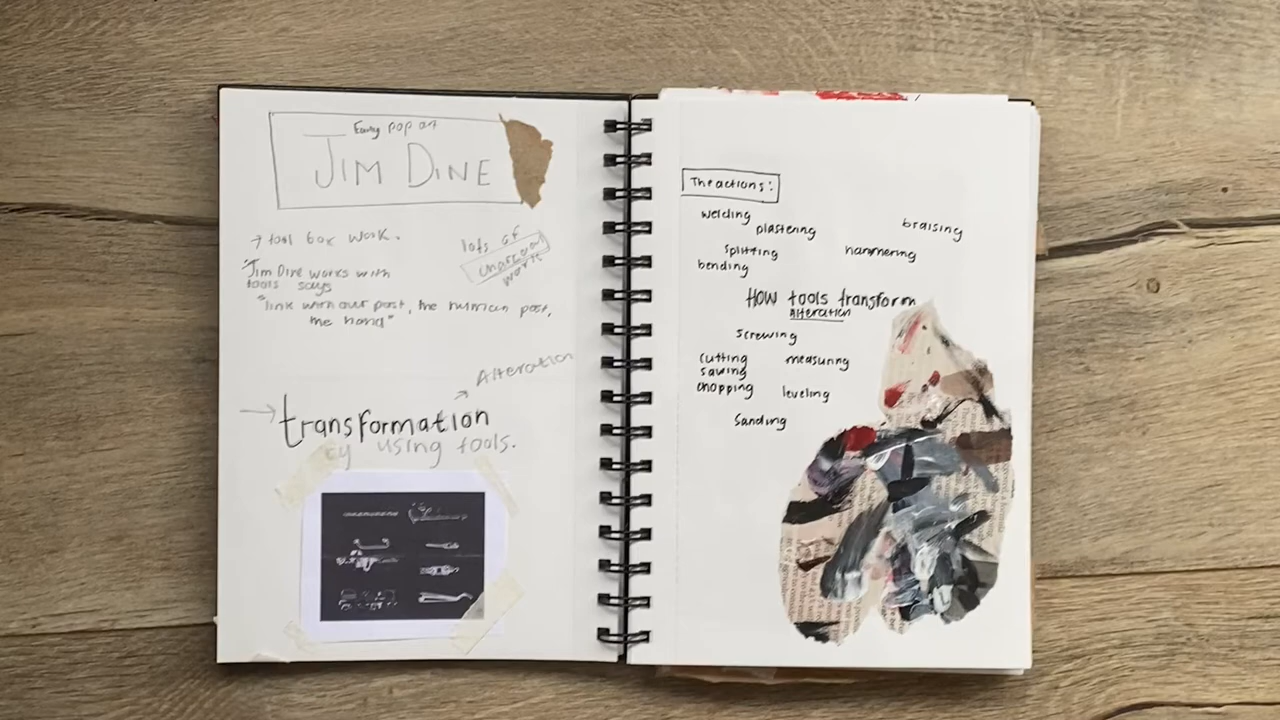 Early pop art
JIM DINE
→ tool box work.
lots of
charcoal
work
"Jim Dine works with
tools says
"link with our past, the human past,
the hand"
Alteration
→ transformation
by using tools.
The actions:
welding
plastering
braising
splitting
hammering
bending
HOW tools transform
Alteration
screwing
cutting
measuring
sawing
chopping
leveling
Sanding